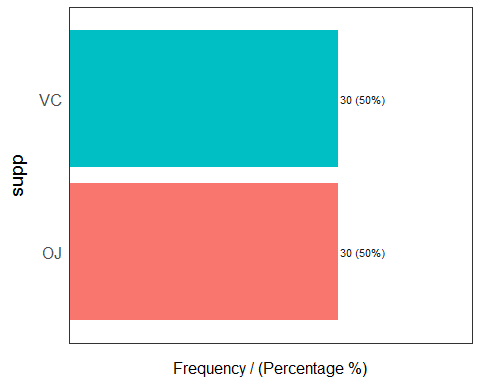 VC
30 (50%)
supp
OJ
30 (50%)
Frequency / (Percentage %)